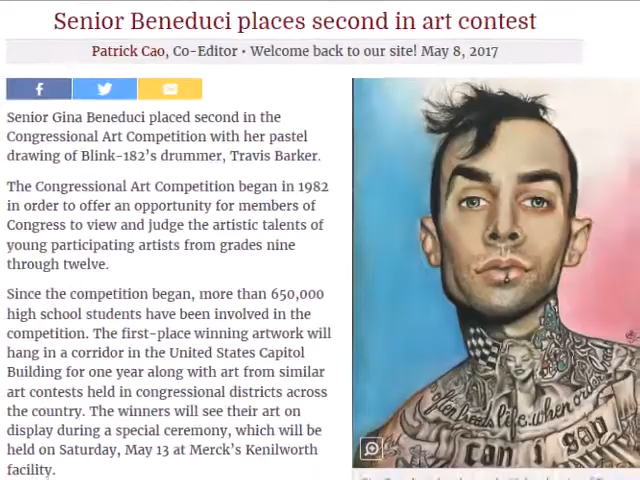 Senior Beneduci places second in art contest
Patrick Cao, Co-Editor • Welcome back to our site! May 8, 2017
Senior Gina Beneduci placed second in the
Congressional Art Competition with her pastel
drawing of Blink-182's drummer, Travis Barker.
The Congressional Art Competition began in 1982
in order to offer an opportunity for members of
Congress to view and judge the artistic talents of
young participating artists from grades nine
through twelve.
Since the competition began, more than 650,000
high school students have been involved in the
competition. The first-place winning artwork will
hang in a corridor in the United States Capitol
Building for one year along with art from similar
art contests held in congressional districts across
the country. The winners will see their art on
display during a special ceremony, which will be
held on Saturday, May 13 at Merck's Kenilworth
facility.
life..when
can i say